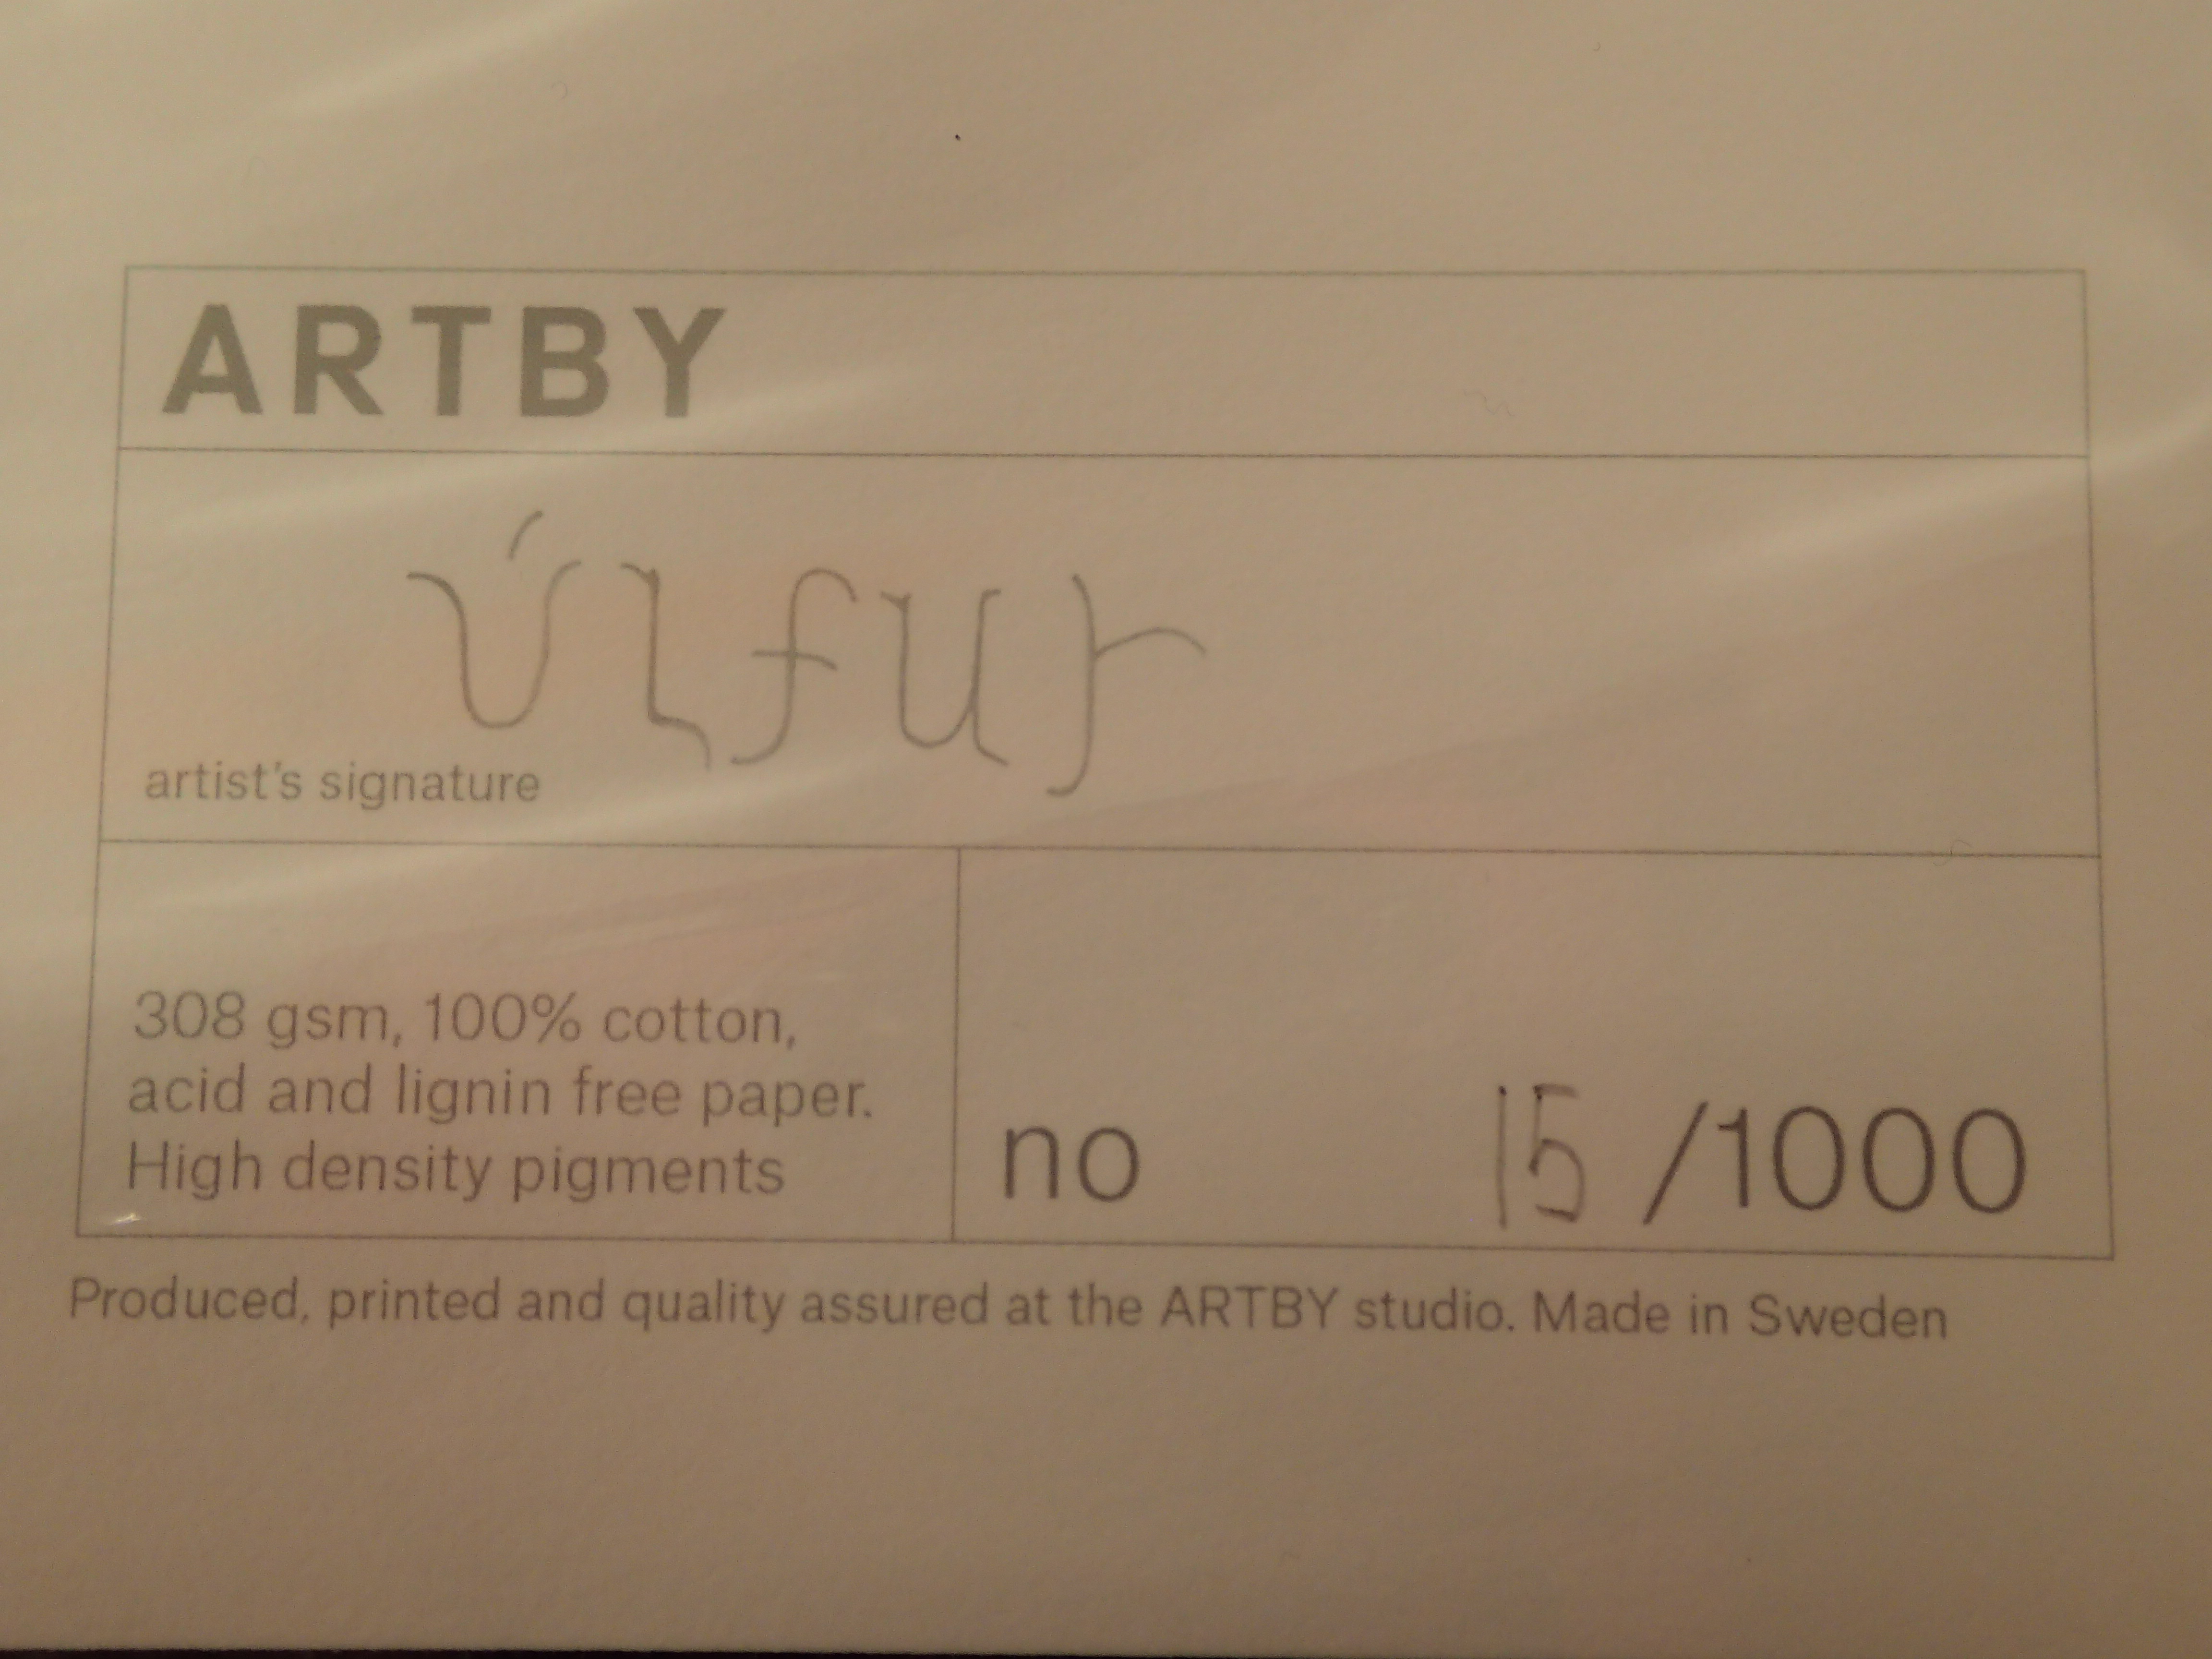 ARTBY
úlfur
artist's signature
308 gsm, 100% cotton,
acid and lignin free paper.
High density pigments
no 15 /1000
Produced, printed and quality assured at the ARTBY studio. Made in Sweden